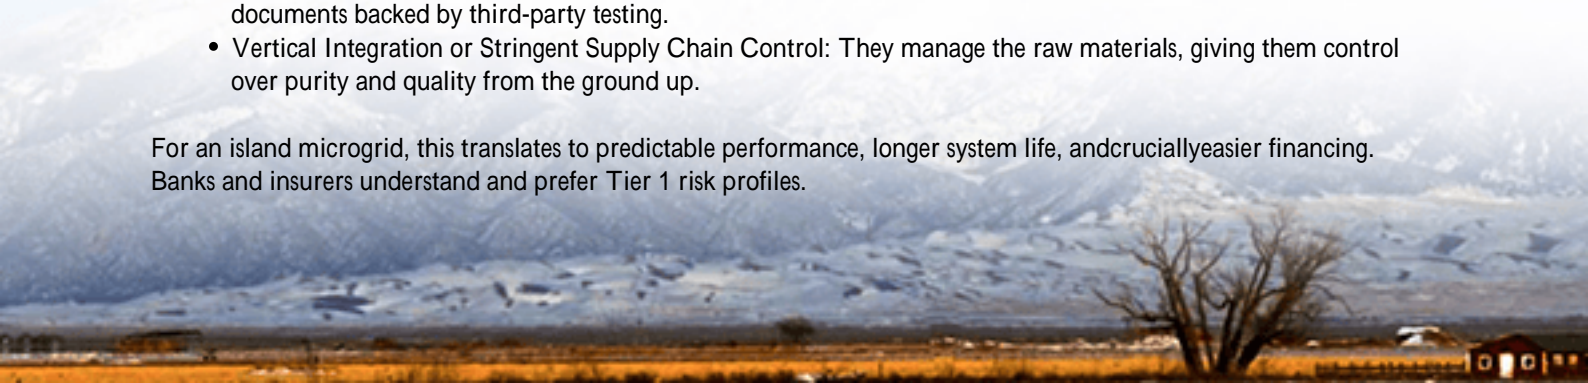 documents backed by third-party testing.
• Vertical Integration or Stringent Supply Chain Control: They manage the raw materials, giving them control
over purity and quality from the ground up.
For an island microgrid, this translates to predictable performance, longer system life, andcruciallyeasier financing.
Banks and insurers understand and prefer Tier 1 risk profiles.